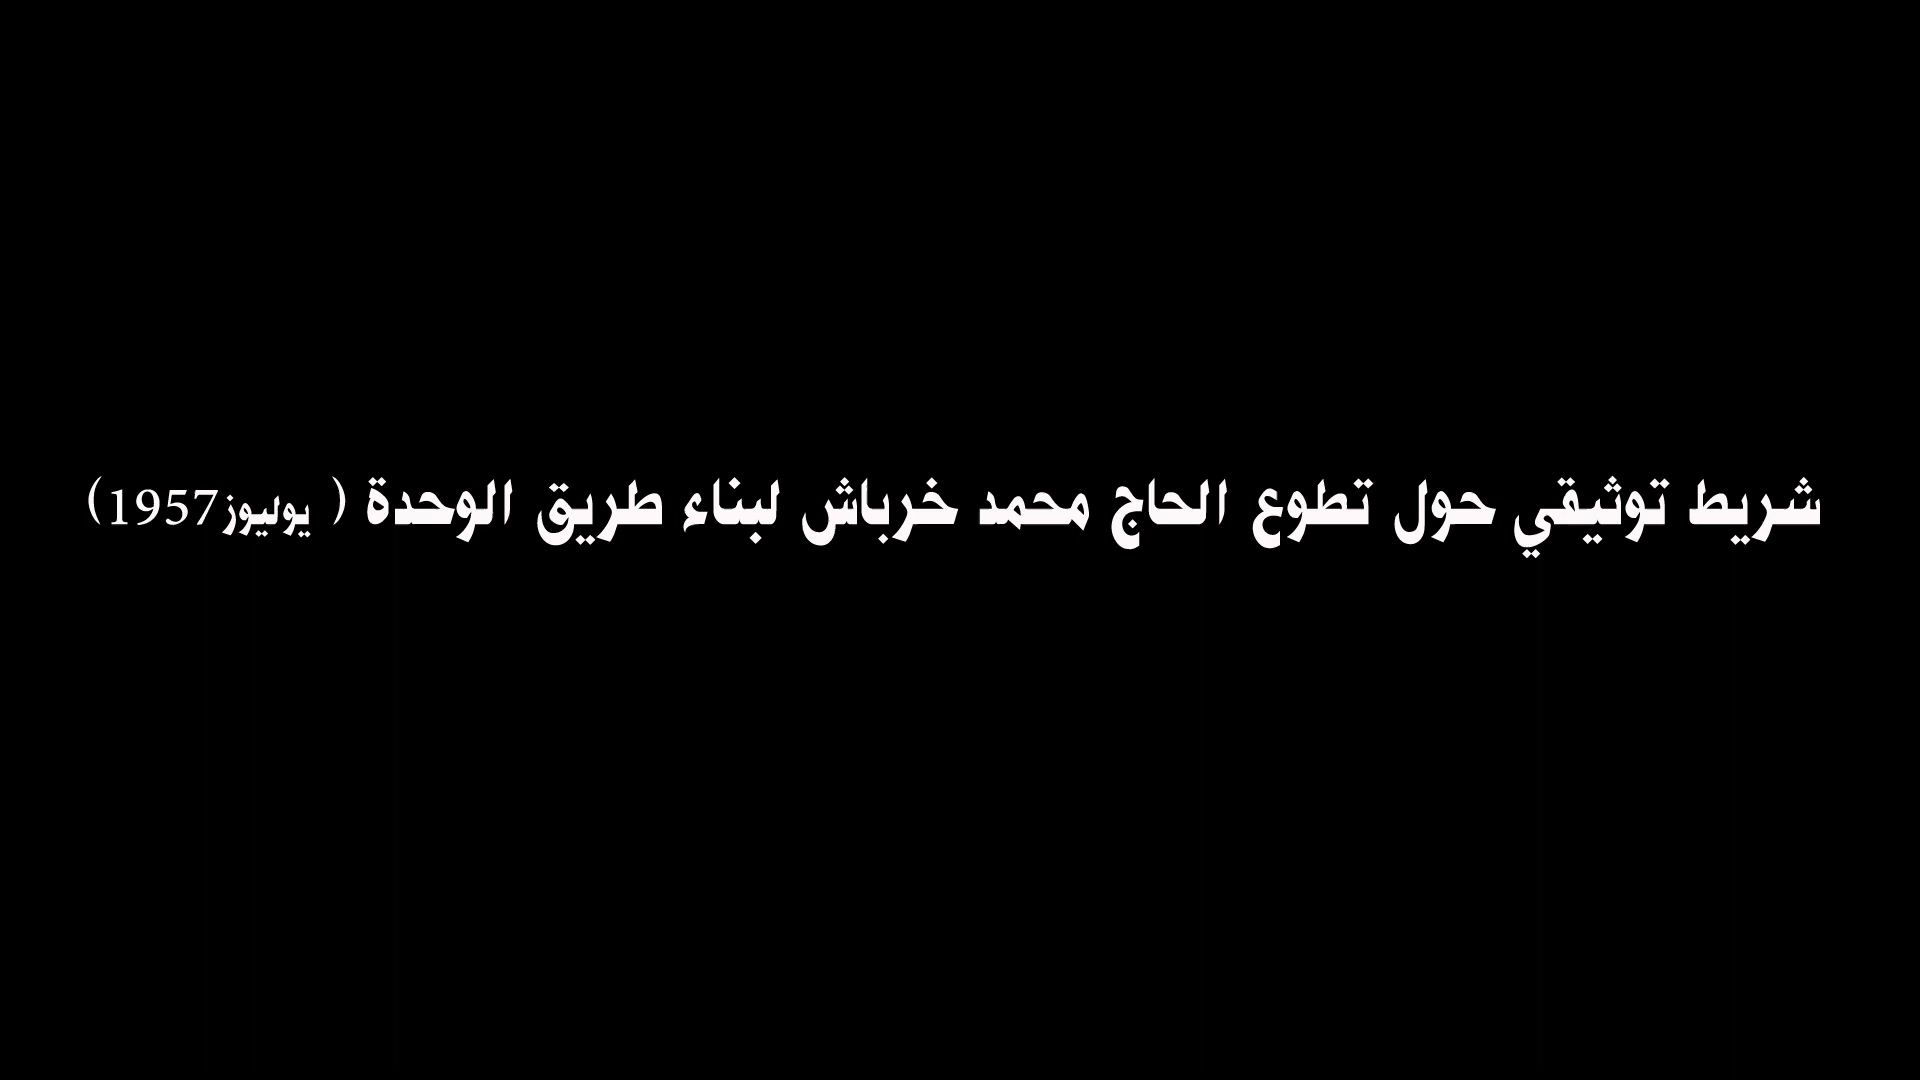 شريط توثيقي حول تطوع الحاج محمد خرباش لبناء طريق الوحدة ( يوليوز1957)